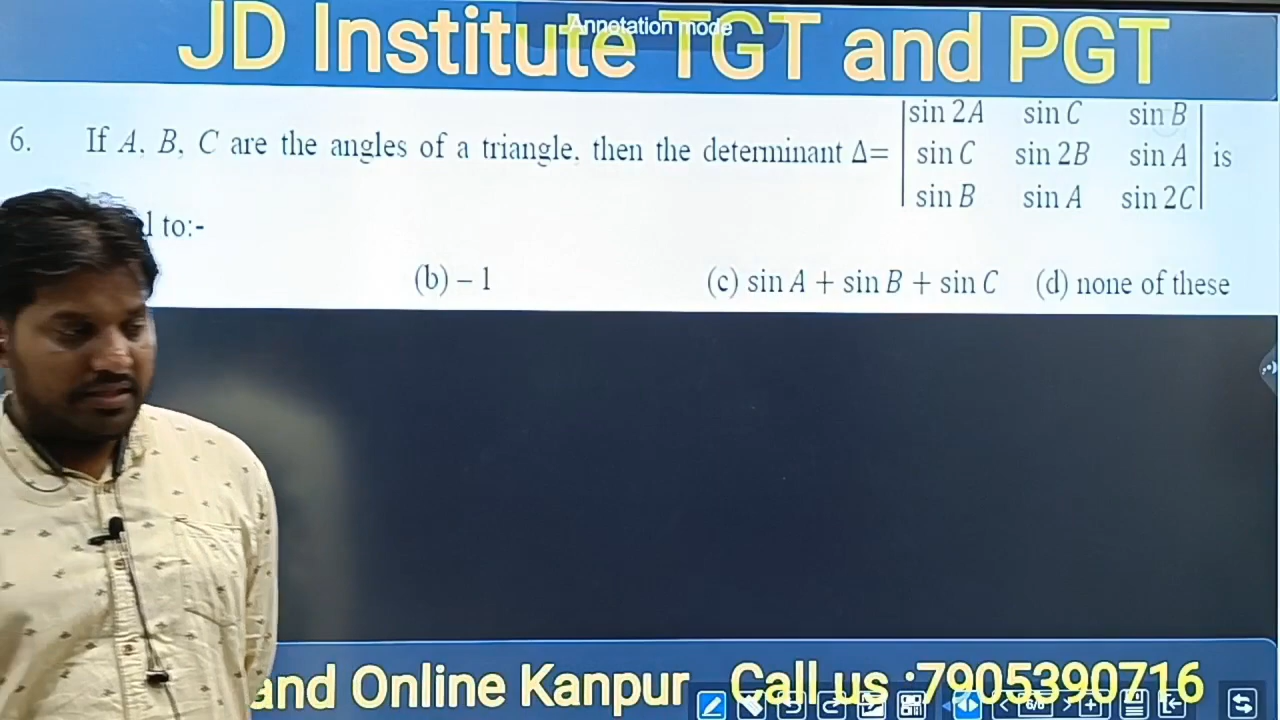 JD Institute TGT and PGT
Annotation mode
6. If A, B, C are the angles of a triangle, then the determinant Δ= | sin 2A sin C sin B |
| sin C sin 2B sin A | is
| sin B sin A sin 2C |
to:-
(b) – 1 (c) sin A + sin B + sin C (d) none of these
and Online Kanpur Call us :7905390716
6/6